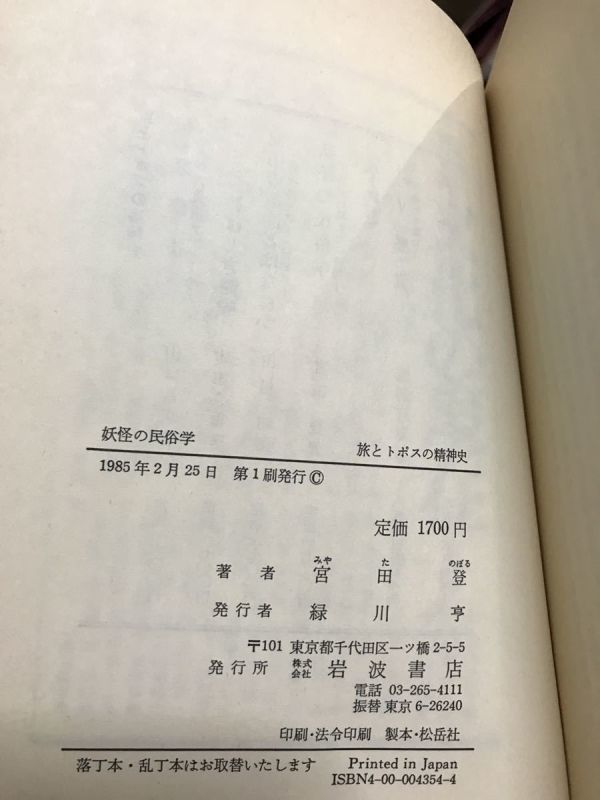 妖怪の民俗学 旅とトポスの精神史
1985年2月25日 第1刷発行©
定価 1700円
みや た のぼる
著者 宮田登
発行者 緑川亨
〒101 東京都千代田区一ツ橋2-5-5
発行所 株式会社 岩波書店
電話 03-265-4111
振替 東京 6-26240
印刷・法令印刷 製本・松岳社
落丁本・乱丁本はお取替いたします Printed in Japan
ISBN4-00-004354-4